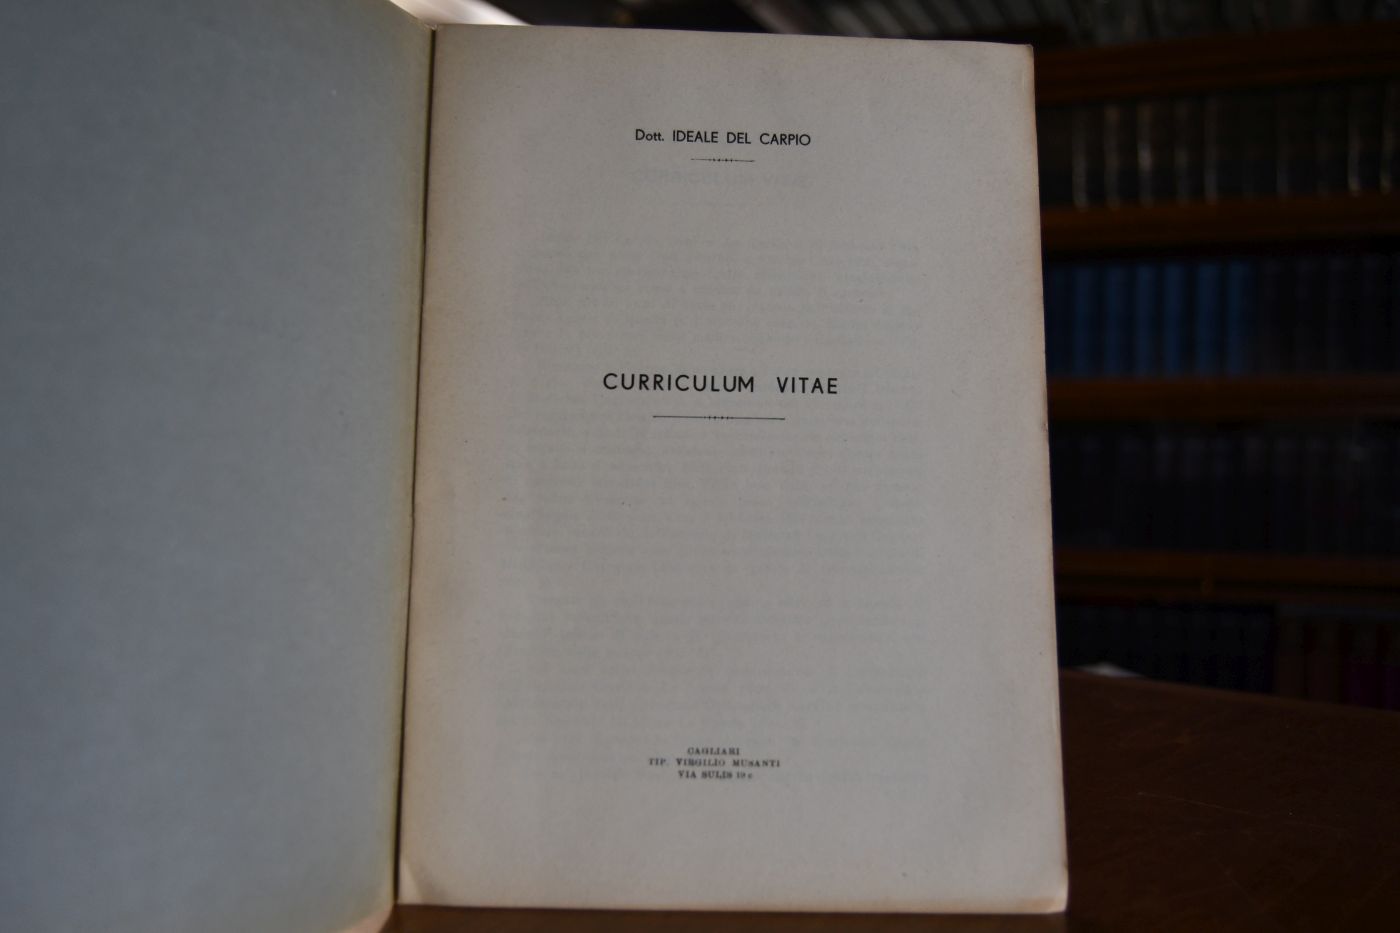 Dott. IDEALE DEL CARPIO
CURRICULUM VITAE
CAGLIARI
TIP. VIRGILIO MUSANTI
VIA SULIS 19 c